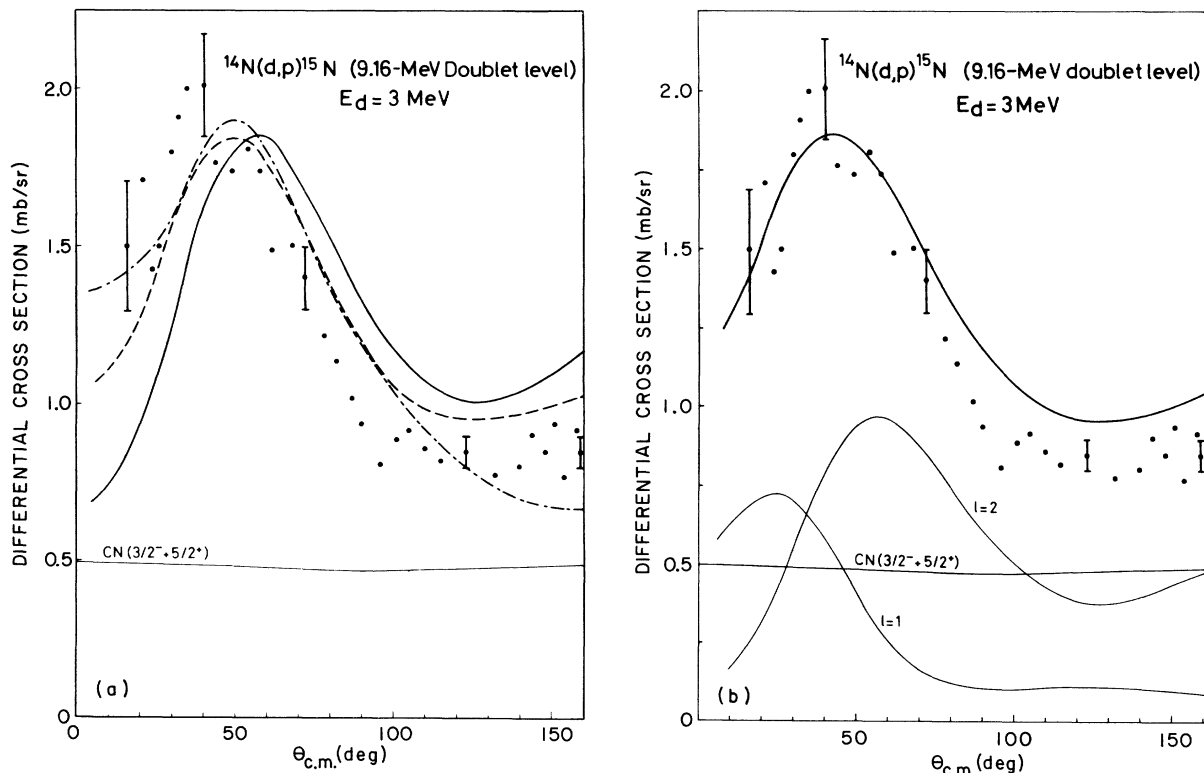 ¹⁴N(d,p)¹⁵N (9.16-MeV Doublet level)
E_d = 3 MeV
DIFFERENTIAL CROSS SECTION (mb/sr)
2.0
1.5
1.0
0.5
0
CN (3/2⁻+5/2⁺)
(a)
0
50
100
150
θ_c.m.(deg)
¹⁴N(d,p)¹⁵N (9.16-MeV doublet level)
E_d = 3 MeV
DIFFERENTIAL CROSS SECTION (mb/sr)
2.0
1.5
1.0
0.5
0
l=2
CN (3/2⁻+5/2⁺)
l=1
(b)
50
100
150
θ_c.m.(deg)